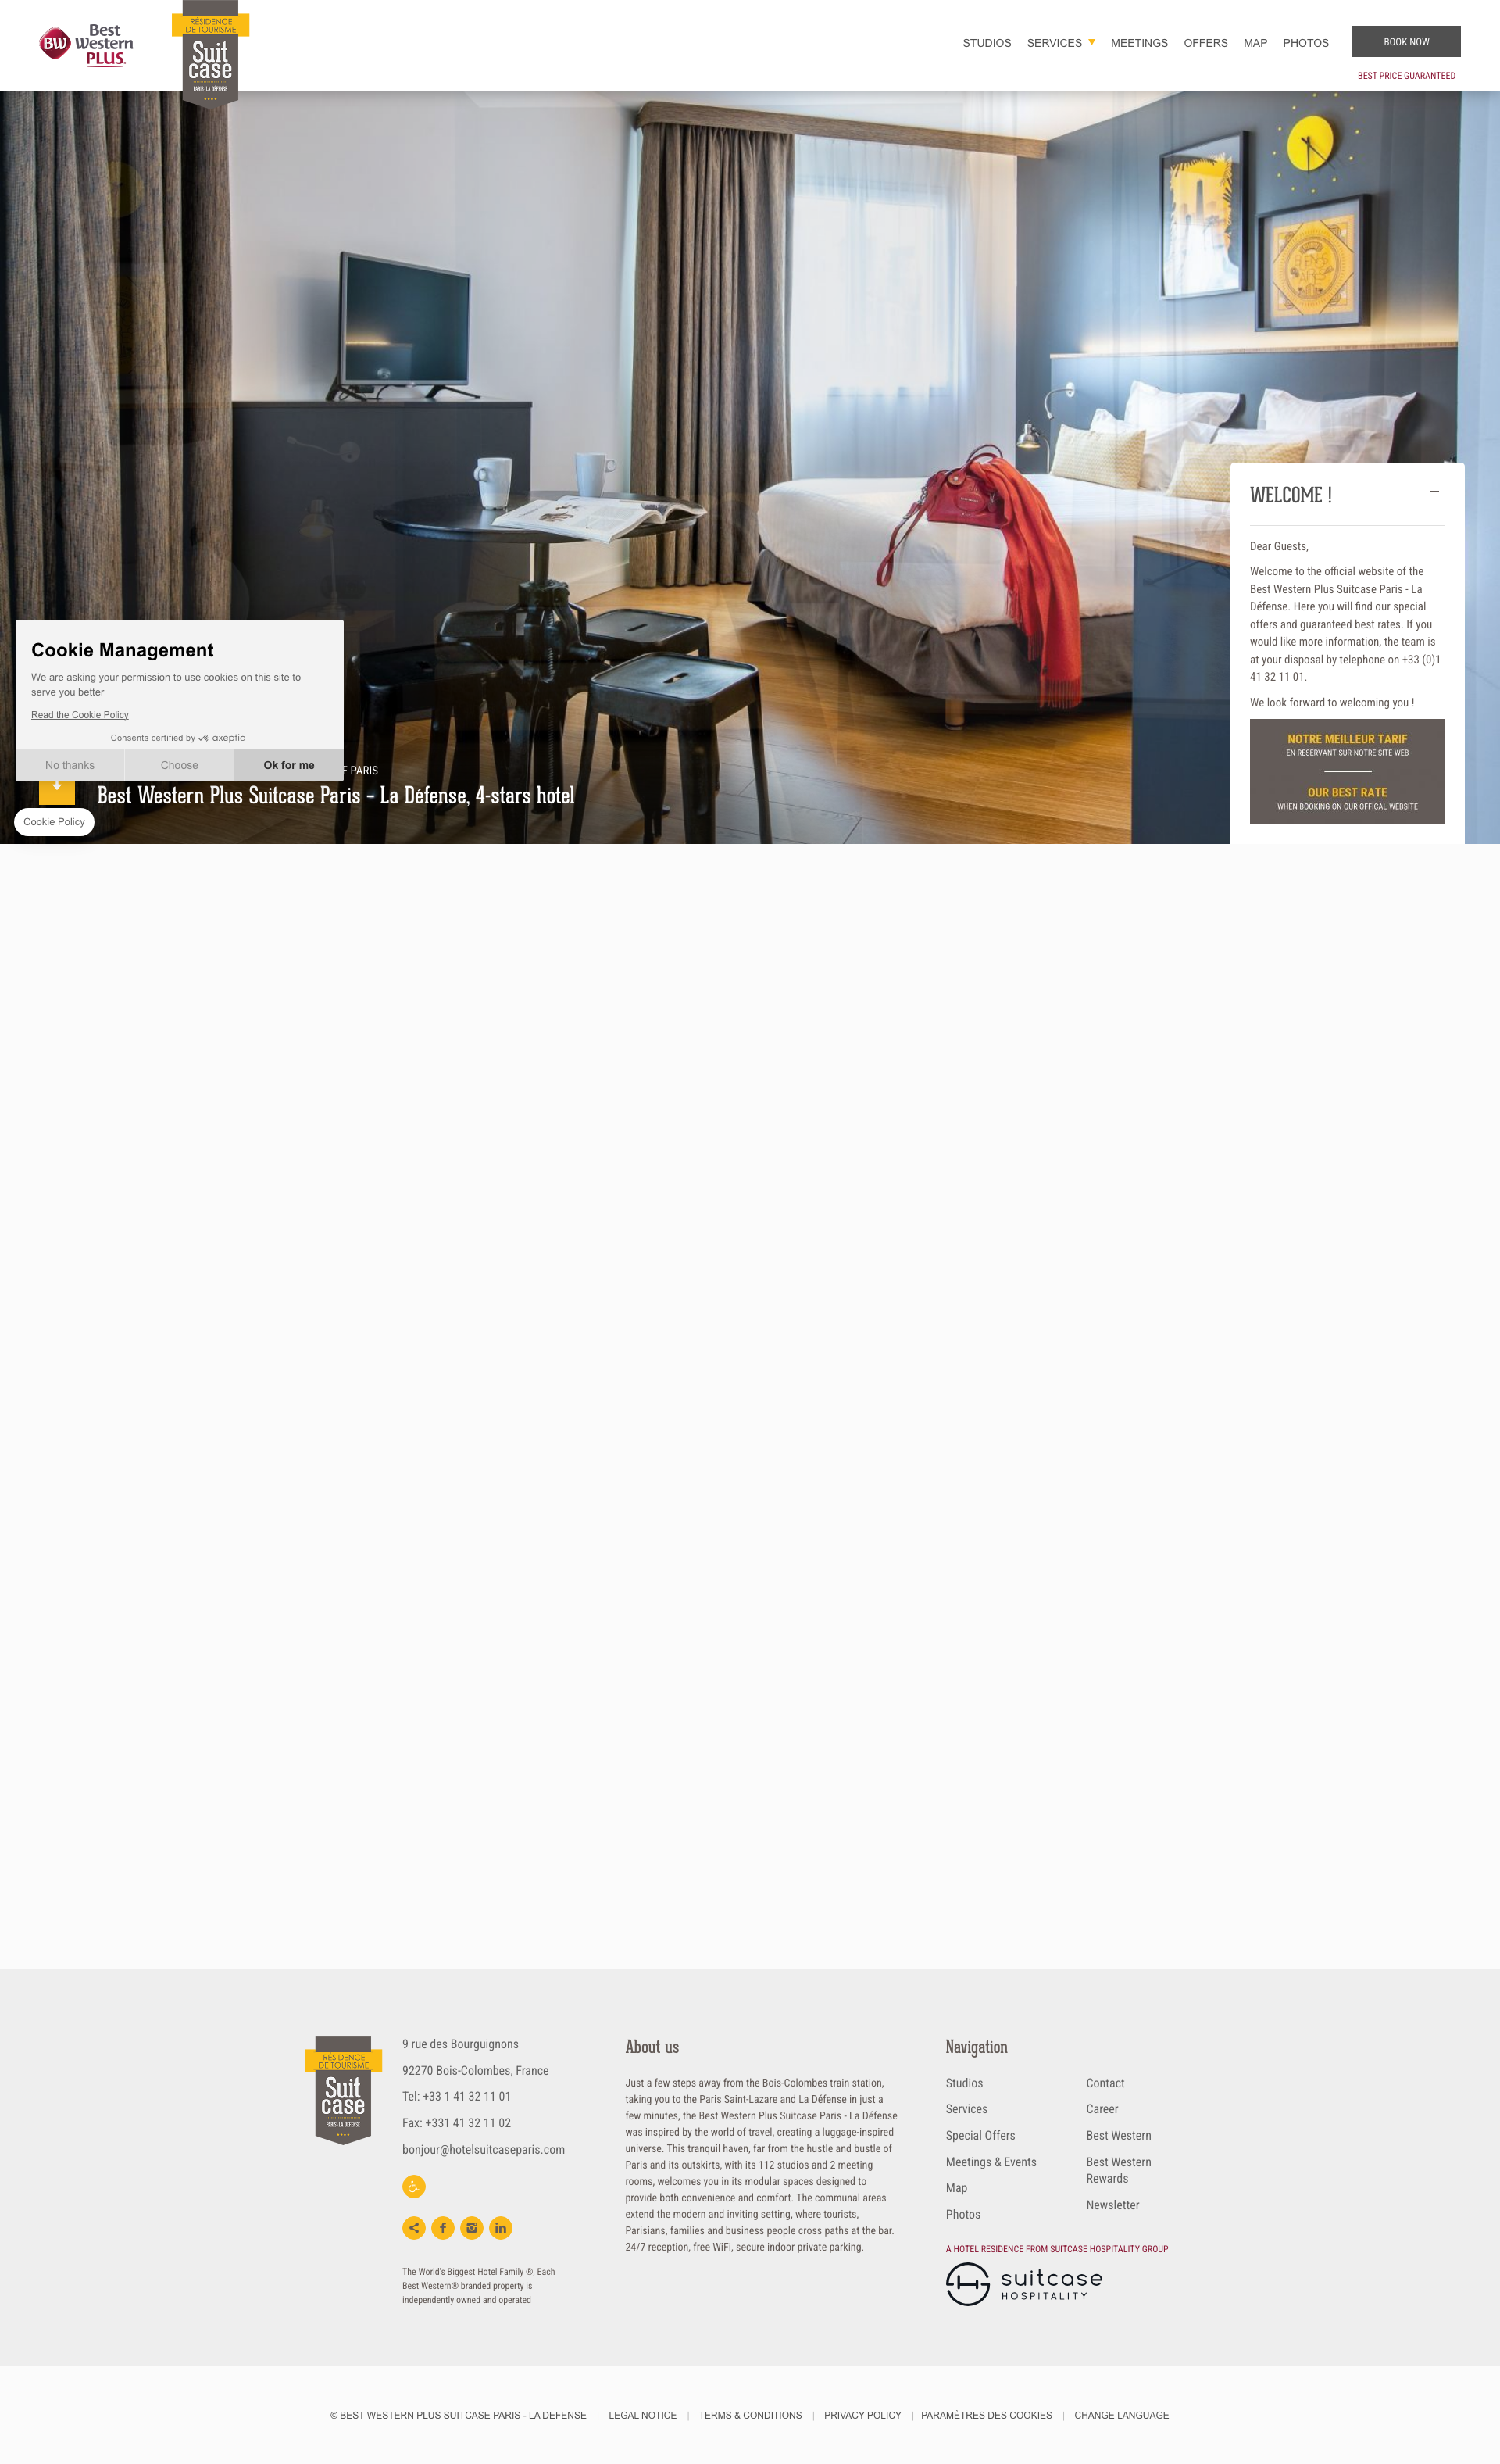 BW Best Western PLUS.
RÉSIDENCE
DE TOURISME
Suit
case
PARIS - LA DÉFENSE
STUDIOS SERVICES MEETINGS OFFERS MAP PHOTOS BOOK NOW
BEST PRICE GUARANTEED
WELCOME !
Dear Guests,
Welcome to the official website of the
Best Western Plus Suitcase Paris - La
Défense. Here you will find our special
offers and guaranteed best rates. If you
would like more information, the team is
at your disposal by telephone on +33 (0)1
41 32 11 01.
We look forward to welcoming you !
NOTRE MEILLEUR TARIF
EN RESERVANT SUR NOTRE SITE WEB
OUR BEST RATE
WHEN BOOKING ON OUR OFFICAL WEBSITE
Cookie Management
We are asking your permission to use cookies on this site to
serve you better
Read the Cookie Policy
Consents certified by axeptio
No thanks Choose Ok for me
F PARIS
Best Western Plus Suitcase Paris – La Défense, 4-stars hotel
Cookie Policy
RÉSIDENCE
DE TOURISME
Suit
case
PARIS - LA DÉFENSE
9 rue des Bourguignons
92270 Bois-Colombes, France
Tel: +33 1 41 32 11 01
Fax: +331 41 32 11 02
bonjour@hotelsuitcaseparis.com
The World's Biggest Hotel Family ®, Each
Best Western® branded property is
independently owned and operated
About us
Just a few steps away from the Bois-Colombes train station,
taking you to the Paris Saint-Lazare and La Défense in just a
few minutes, the Best Western Plus Suitcase Paris - La Défense
was inspired by the world of travel, creating a luggage-inspired
universe. This tranquil haven, far from the hustle and bustle of
Paris and its outskirts, with its 112 studios and 2 meeting
rooms, welcomes you in its modular spaces designed to
provide both convenience and comfort. The communal areas
extend the modern and inviting setting, where tourists,
Parisians, families and business people cross paths at the bar.
24/7 reception, free WiFi, secure indoor private parking.
Navigation
Studios
Services
Special Offers
Meetings & Events
Map
Photos
Contact
Career
Best Western
Best Western
Rewards
Newsletter
A HOTEL RESIDENCE FROM SUITCASE HOSPITALITY GROUP
suitcase
HOSPITALITY
© BEST WESTERN PLUS SUITCASE PARIS - LA DEFENSE | LEGAL NOTICE | TERMS & CONDITIONS | PRIVACY POLICY | PARAMÈTRES DES COOKIES | CHANGE LANGUAGE